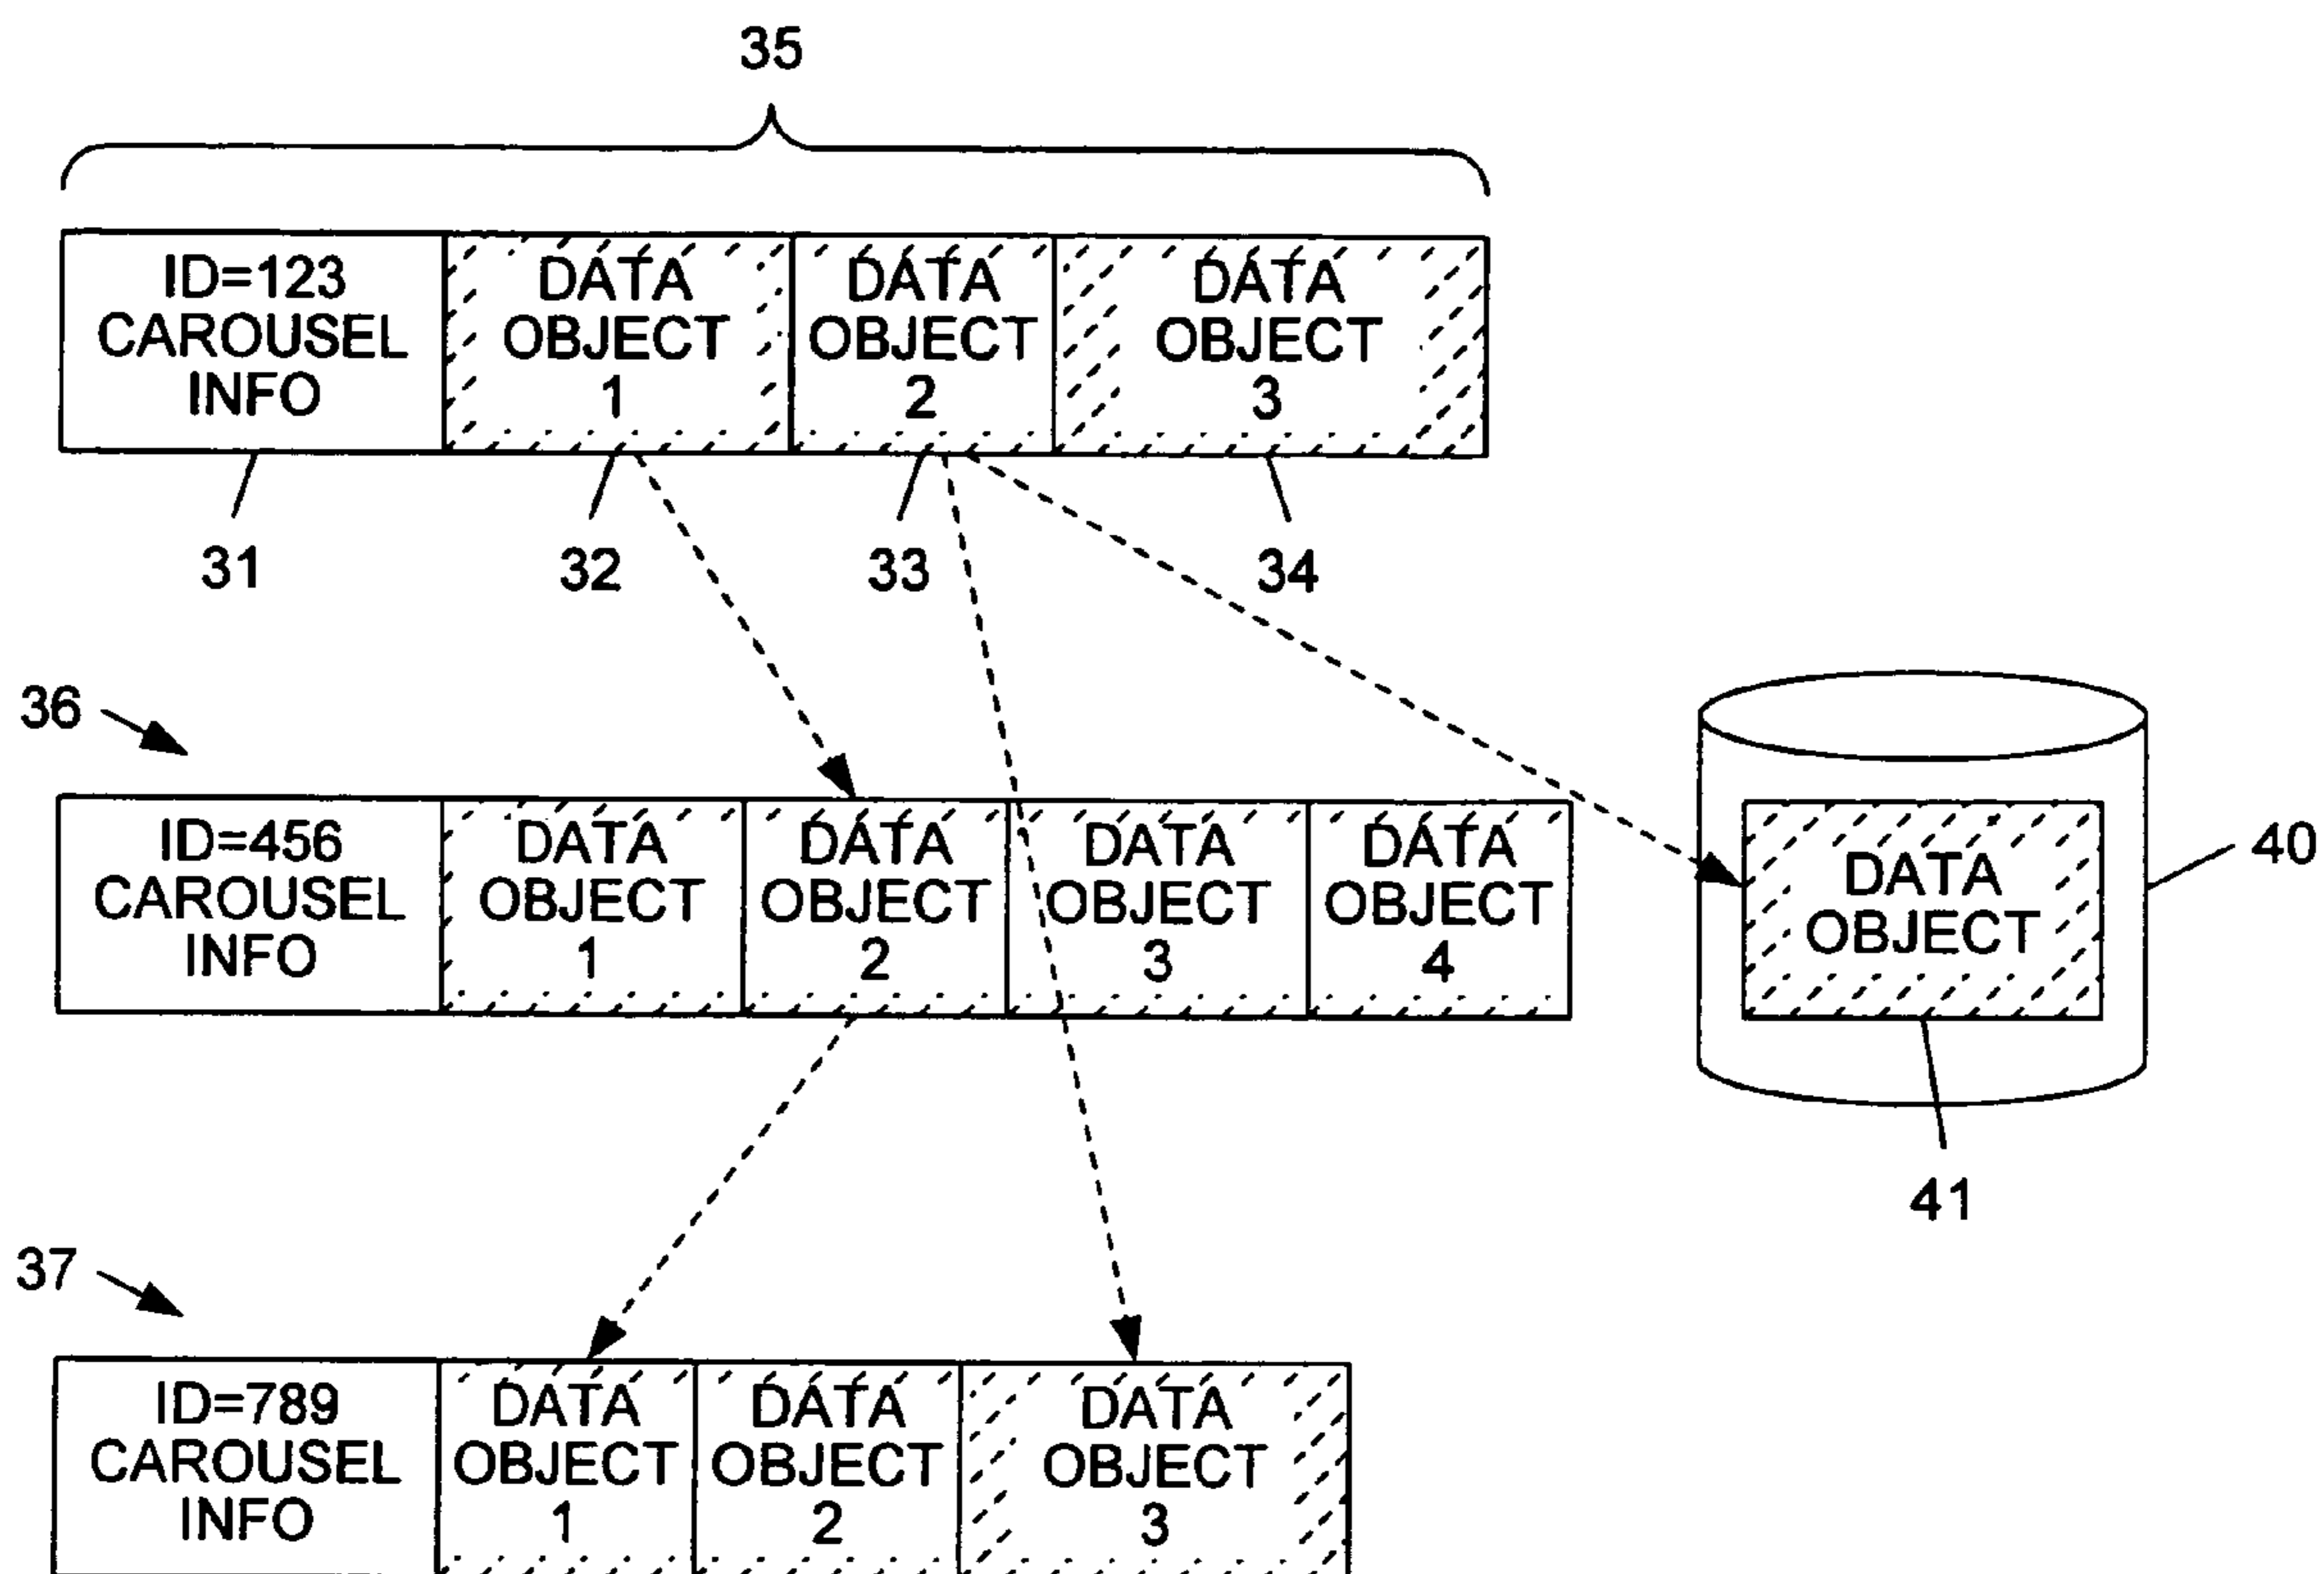 35
ID=123
CAROUSEL
INFO
DATA
OBJECT
1
DATA
OBJECT
2
DATA
OBJECT
3
31
32
33
34
36
ID=456
CAROUSEL
INFO
DATA
OBJECT
1
DATA
OBJECT
2
DATA
OBJECT
3
DATA
OBJECT
4
DATA
OBJECT
40
41
37
ID=789
CAROUSEL
INFO
DATA
OBJECT
1
DATA
OBJECT
2
DATA
OBJECT
3